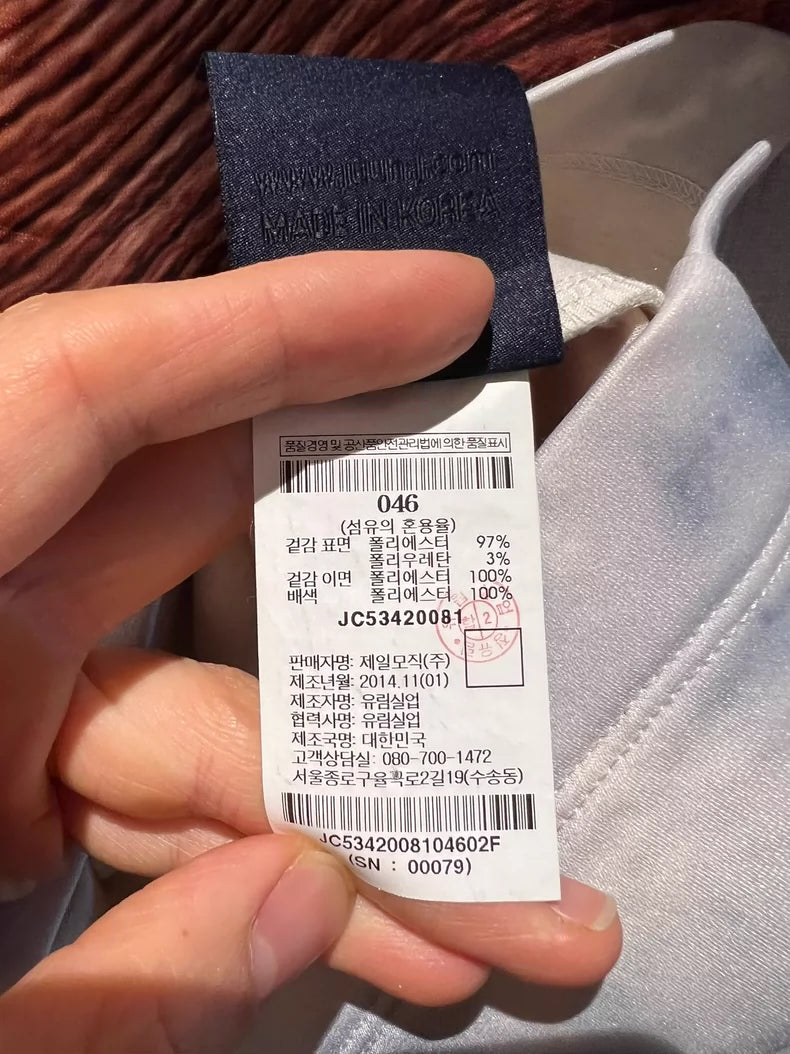 MADE IN KOREA
품질경영 및 공산품안전관리법에 의한 품질표시
046
(섬유의 혼용율)
겉감 표면 폴리에스터 97%
폴리우레탄 3%
겉감 이면 폴리에스터 100%
배색 폴리에스터 100%
JC53420081
2
판매자명: 제일모직(주)
제조년월: 2014.11(01)
제조자명: 유림실업
협력사명: 유림실업
제조국명: 대한민국
고객상담실: 080-700-1472
서울종로구율곡로2길19(수송동)
JC5342008104602F
(SN : 00079)